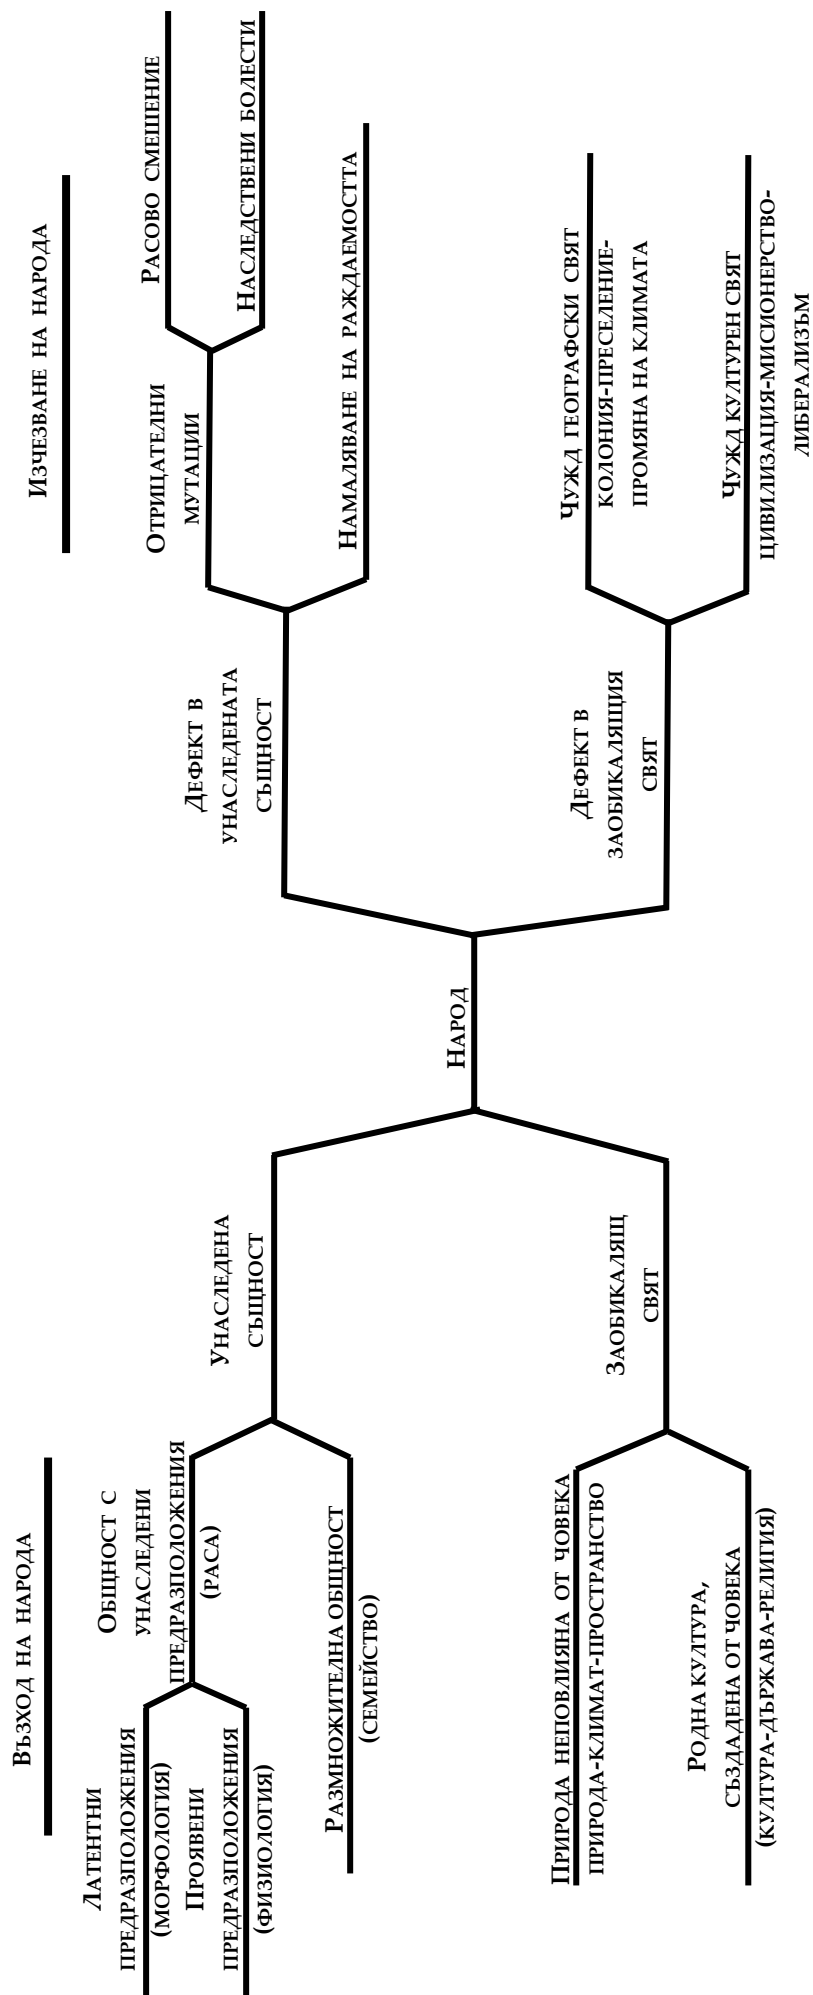 Възход на народа
Латентни
предразположения
(морфология)
Проявени
предразположения
(физиология)
Общност с
унаследени
предразположения
(раса)
Размножителна общност
(семейство)
Природа неповлияна от човека
природа-климат-пространство
Родна култура,
създадена от човека
(култура-държава-религия)
Унаследена
същност
Заобикалящ
свят
Народ
Дефект в
унаследената
същност
Дефект в
заобикалящия
свят
Изчезване на народа
Отрицателни
мутации
Расово смешение
Наследствени болести
Намаляване на раждаемостта
Чужд географски свят
колония-преселение-
промяна на климата
Чужд културен свят
цивилизация-мисионерство-
либерализъм